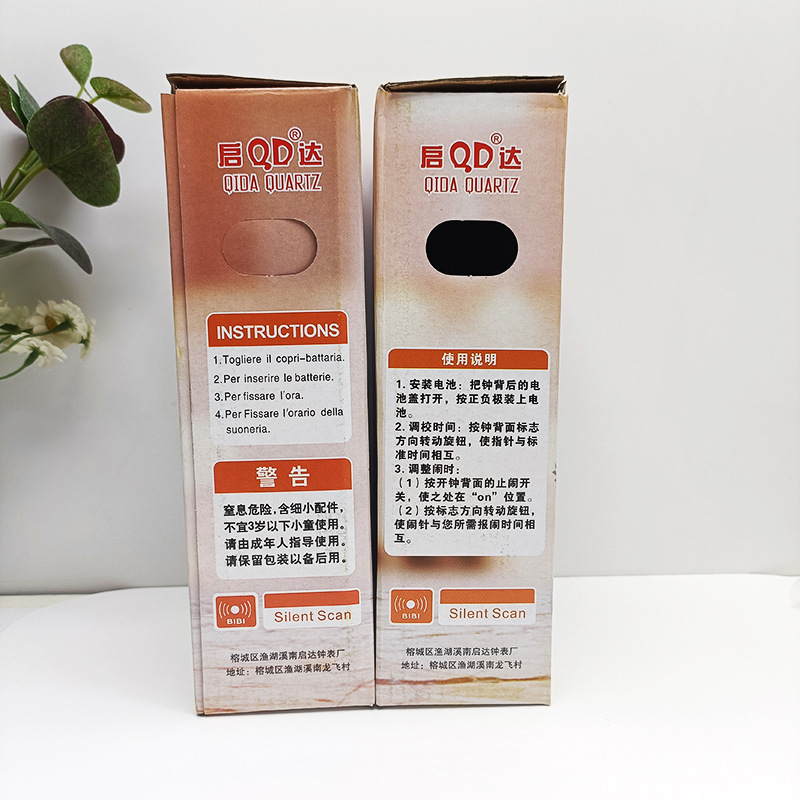 启QD®达
QIDA QUARTZ
INSTRUCTIONS
1.Togliere il copri-battaria.
2.Per inserire le batterie.
3.Per fissare l'ora.
4.Per Fissare l'orario della
suoneria.
警告
窒息危险,含细小配件,
不宜3岁以下小童使用。
请由成年人指导使用。
请保留包装以备后用。
BIBI
Silent Scan
榕城区渔湖溪南启达钟表厂
地址：榕城区渔湖溪南龙飞村
启QD®达
QIDA QUARTZ
使用说明
1. 安装电池：把钟背后的电
池盖打开，按正负极装上电
池。
2. 调校时间：按钟背面标志
方向转动旋钮，使指针与标
准时间相互。
3. 调整闹时：
（1）按开钟背面的止闹开
关，使之处在“on”位置。
（2）按标志方向转动旋钮，
使闹针与您所需报闹时间相
互。
BIBI
Silent Scan
榕城区渔湖溪南启达钟表厂
地址：榕城区渔湖溪南龙飞村